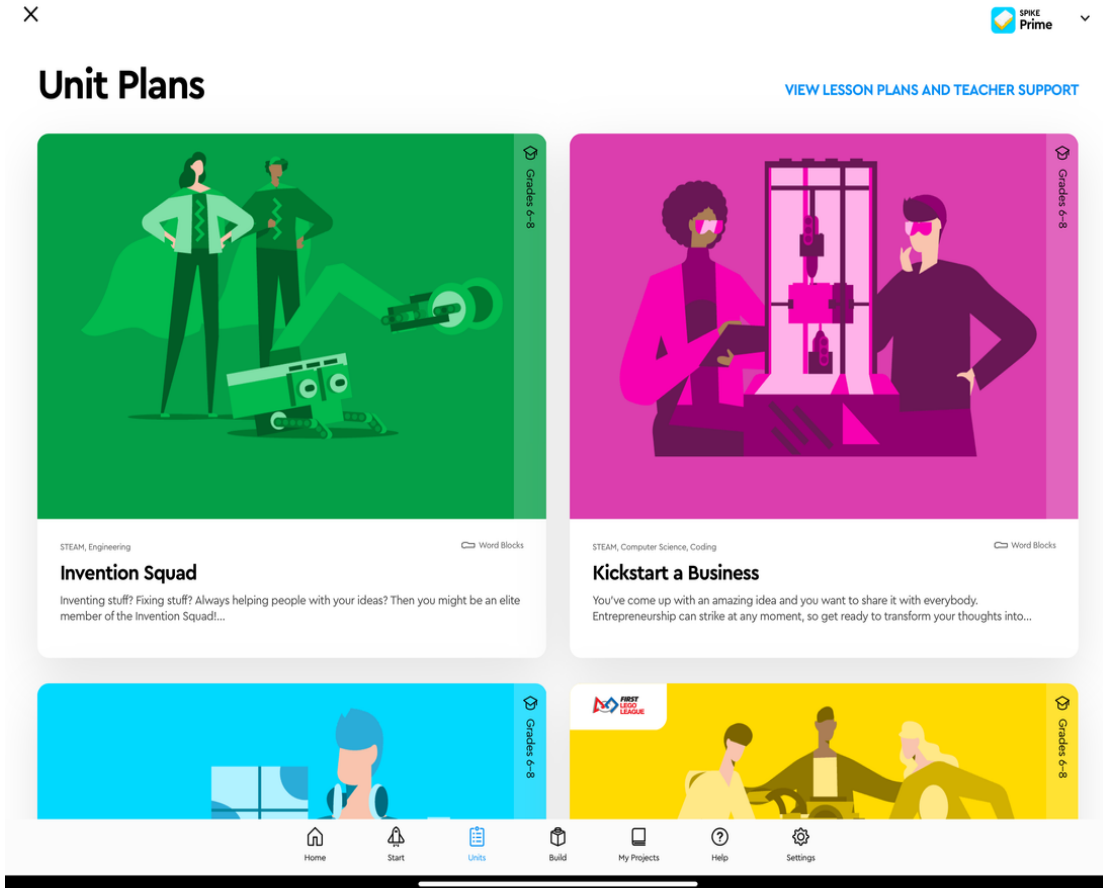 SPIKE
Prime
Unit Plans
VIEW LESSON PLANS AND TEACHER SUPPORT
Grades 6–8
Grades 6–8
STEAM, Engineering
Word Blocks
Invention Squad
Inventing stuff? Fixing stuff? Always helping people with your ideas? Then you might be an elite
member of the Invention Squad!...
STEAM, Computer Science, Coding
Word Blocks
Kickstart a Business
You've come up with an amazing idea and you want to share it with everybody.
Entrepreneurship can strike at any moment, so get ready to transform your thoughts into...
Grades 6–8
FIRST
LEGO
LEAGUE
Grades 6–8
Home
Start
Units
Build
My Projects
Help
Settings